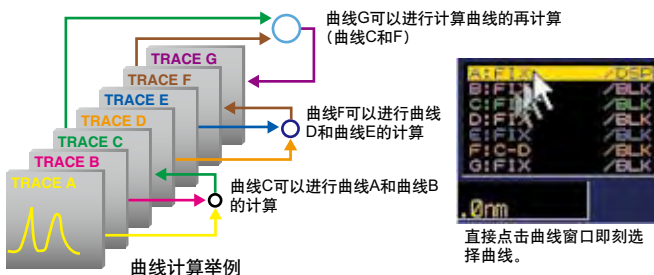 曲线G可以进行计算曲线的再计算
（曲线C和F）
TRACE G
TRACE F
TRACE E
TRACE D
TRACE C
TRACE B
TRACE A
曲线F可以进行曲线
D和曲线E的计算
曲线C可以进行曲线A和曲线B
的计算
曲线计算举例
A:FIX /DSP
B:FIX /BLK
C:FIX /BLK
D:FIX /BLK
E:FIX /BLK
F:C-D /BLK
G:FIX /BLK
.0nm
直接点击曲线窗口即刻选
择曲线。